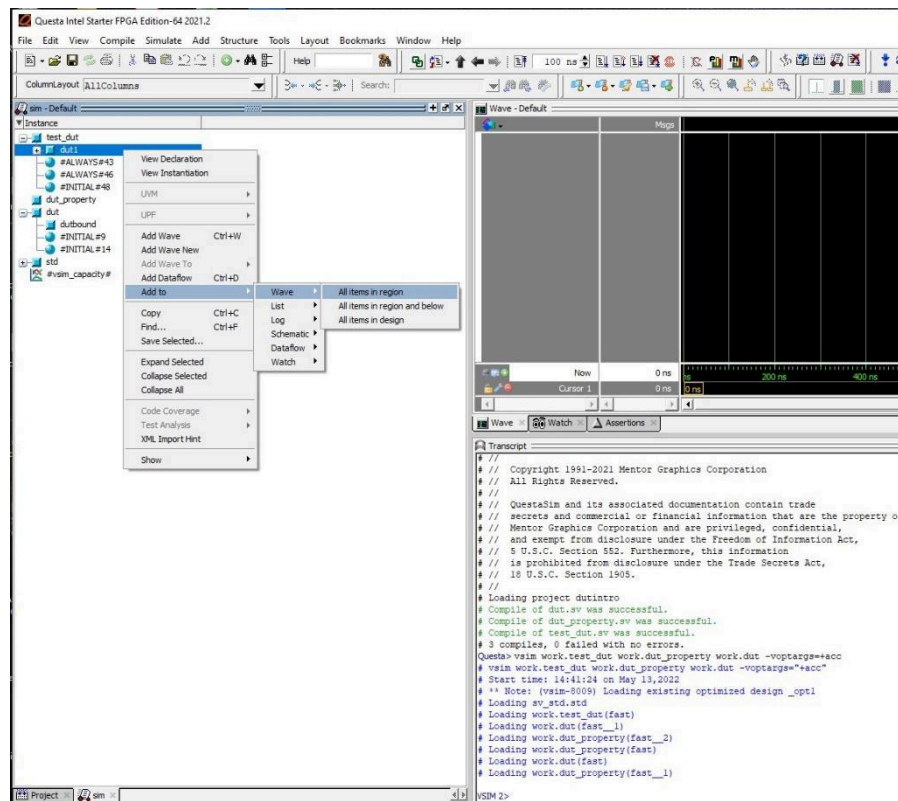 Questa Intel Starter FPGA Edition-64 2021.2
File Edit View Compile Simulate Add Structure Tools Layout Bookmarks Window Help
Help
100 ns
ColumnLayout AllColumns
Search:
sim - Default
Instance
test_dut
dut1
#ALWAYS#43
#ALWAYS#46
#INITIAL#48
dut_property
dut
dutbound
#INITIAL#9
#INITIAL#14
std
#vsim_capacity#
View Declaration
View Instantiation
UVM
UPF
Add Wave Ctrl+W
Add Wave New
Add Wave To
Add Dataflow Ctrl+D
Add to
Copy Ctrl+C
Find... Ctrl+F
Save Selected...
Expand Selected
Collapse Selected
Collapse All
Code Coverage
Test Analysis
XML Import Hint
Show
Wave
List
Log
Schematic
Dataflow
Watch
All items in region
All items in region and below
All items in design
Wave - Default
Msgs
Now 0 ns
Cursor 1 0 ns
ns 200 ns 400 ns
0 ns
Wave Watch Assertions
Transcript
# //
# // Copyright 1991-2021 Mentor Graphics Corporation
# // All Rights Reserved.
# //
# // QuestaSim and its associated documentation contain trade
# // secrets and commercial or financial information that are the property o
# // Mentor Graphics Corporation and are privileged, confidential,
# // and exempt from disclosure under the Freedom of Information Act,
# // 5 U.S.C. Section 552. Furthermore, this information
# // is prohibited from disclosure under the Trade Secrets Act,
# // 18 U.S.C. Section 1905.
# //
# Loading project dutintro
# Compile of dut.sv was successful.
# Compile of dut_property.sv was successful.
# Compile of test_dut.sv was successful.
# 3 compiles, 0 failed with no errors.
Questa> vsim work.test_dut work.dut_property work.dut -voptargs=+acc
# vsim work.test_dut work.dut_property work.dut -voptargs="+acc"
# Start time: 14:41:24 on May 13,2022
# ** Note: (vsim-8009) Loading existing optimized design _opt1
# Loading sv_std.std
# Loading work.test_dut(fast)
# Loading work.dut(fast__1)
# Loading work.dut_property(fast__2)
# Loading work.dut_property(fast)
# Loading work.dut(fast)
# Loading work.dut_property(fast__1)
VSIM 2>
Project sim